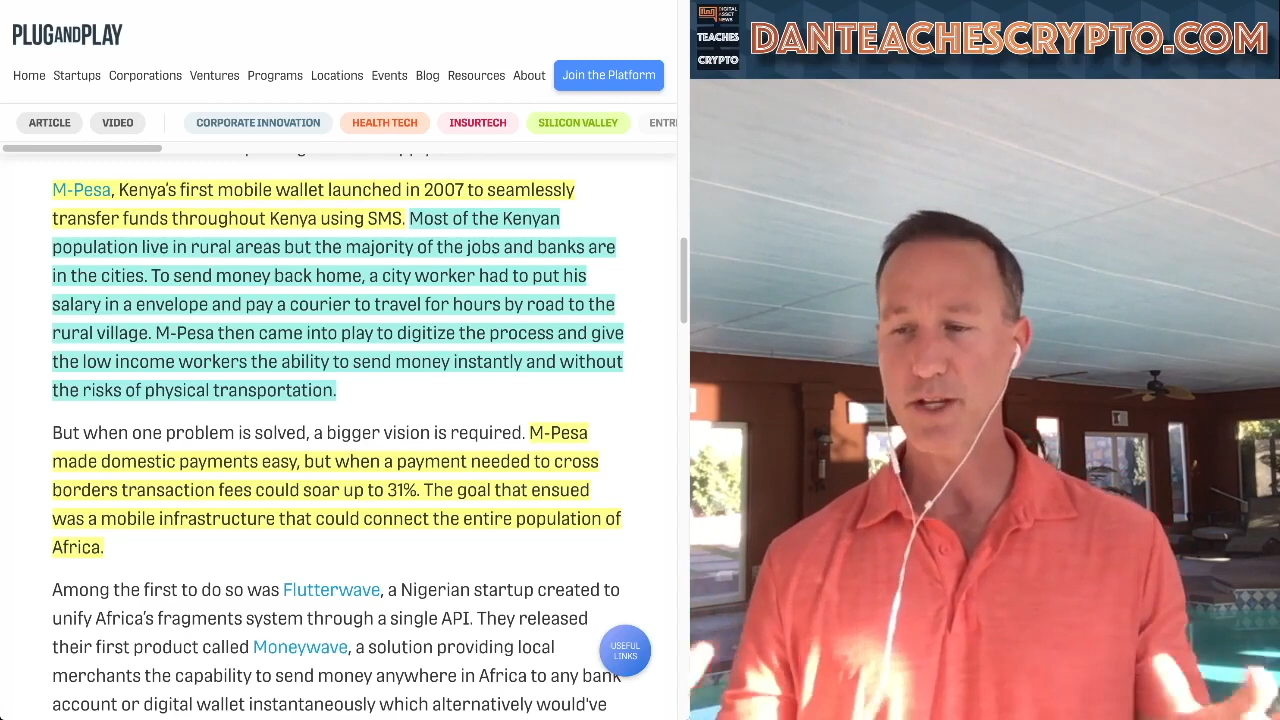 PLUGANDPLAY
Home Startups Corporations Ventures Programs Locations Events Blog Resources About Join the Platform
ARTICLE VIDEO CORPORATE INNOVATION HEALTH TECH INSURTECH SILICON VALLEY ENTR
M-Pesa, Kenya's first mobile wallet launched in 2007 to seamlessly
transfer funds throughout Kenya using SMS. Most of the Kenyan
population live in rural areas but the majority of the jobs and banks are
in the cities. To send money back home, a city worker had to put his
salary in a envelope and pay a courier to travel for hours by road to the
rural village. M-Pesa then came into play to digitize the process and give
the low income workers the ability to send money instantly and without
the risks of physical transportation.
But when one problem is solved, a bigger vision is required. M-Pesa
made domestic payments easy, but when a payment needed to cross
borders transaction fees could soar up to 31%. The goal that ensued
was a mobile infrastructure that could connect the entire population of
Africa.
Among the first to do so was Flutterwave, a Nigerian startup created to
unify Africa's fragments system through a single API. They released
their first product called Moneywave, a solution providing local
merchants the capability to send money anywhere in Africa to any bank
account or digital wallet instantaneously which alternatively would've
USEFUL
LINKS
DIGITAL
ASSET
NEWS
TEACHES
CRYPTO
DANTEACHESCRYPTO.COM